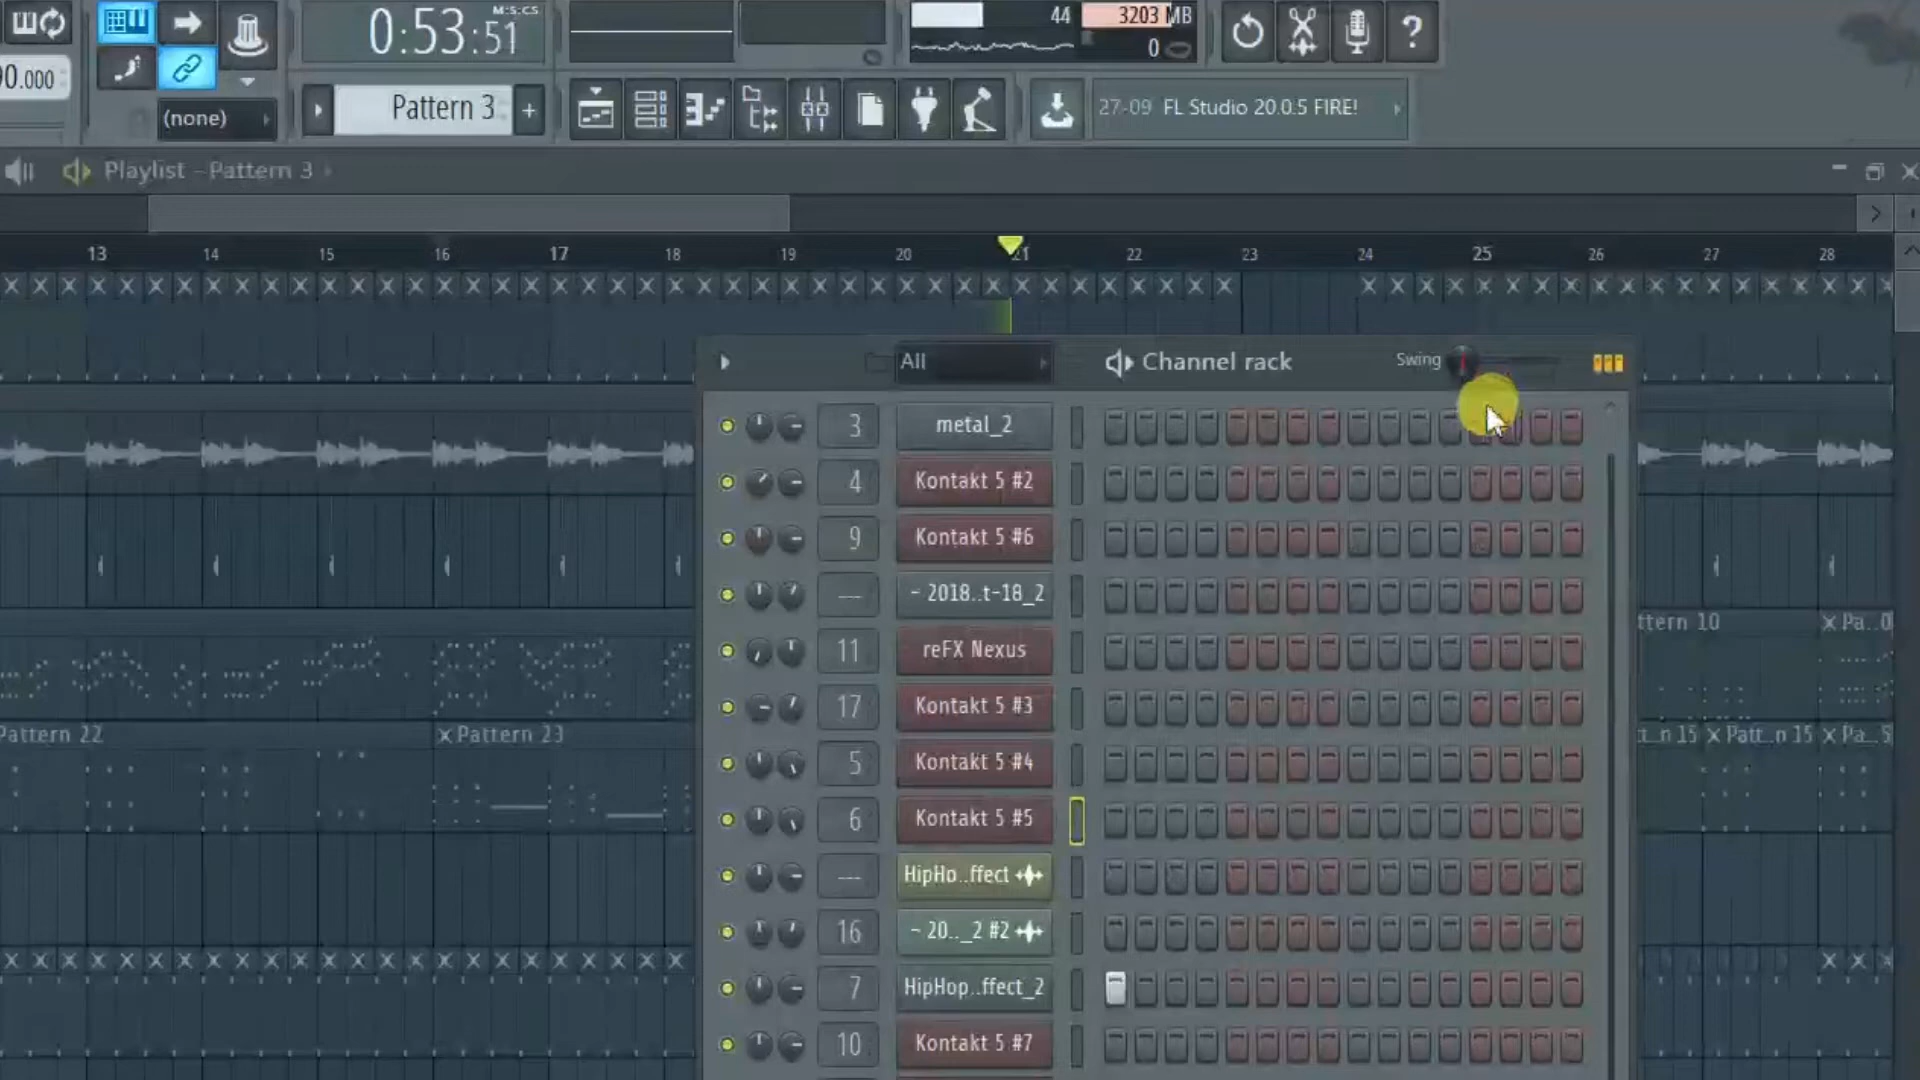 M:S:CS
0:53:51
44
3203 MB
0
?
90.000
(none)
Pattern 3
+
27-09 FL Studio 20.0.5 FIRE!
Playlist - Pattern 3
13 14 15 16 17 18 19 20 21 22 23 24 25 26 27 28
All
Channel rack
Swing
3 metal_2
4 Kontakt 5 #2
9 Kontakt 5 #6
--- ~ 2018..t-18_2
11 reFX Nexus
17 Kontakt 5 #3
5 Kontakt 5 #4
6 Kontakt 5 #5
--- HipHo..ffect
16 ~ 20.._2 #2
7 HipHop..ffect_2
10 Kontakt 5 #7
ttern 10
Pa..0
Pattern 22
Pattern 23
t..n 15
Patt..n 15
Pa..5